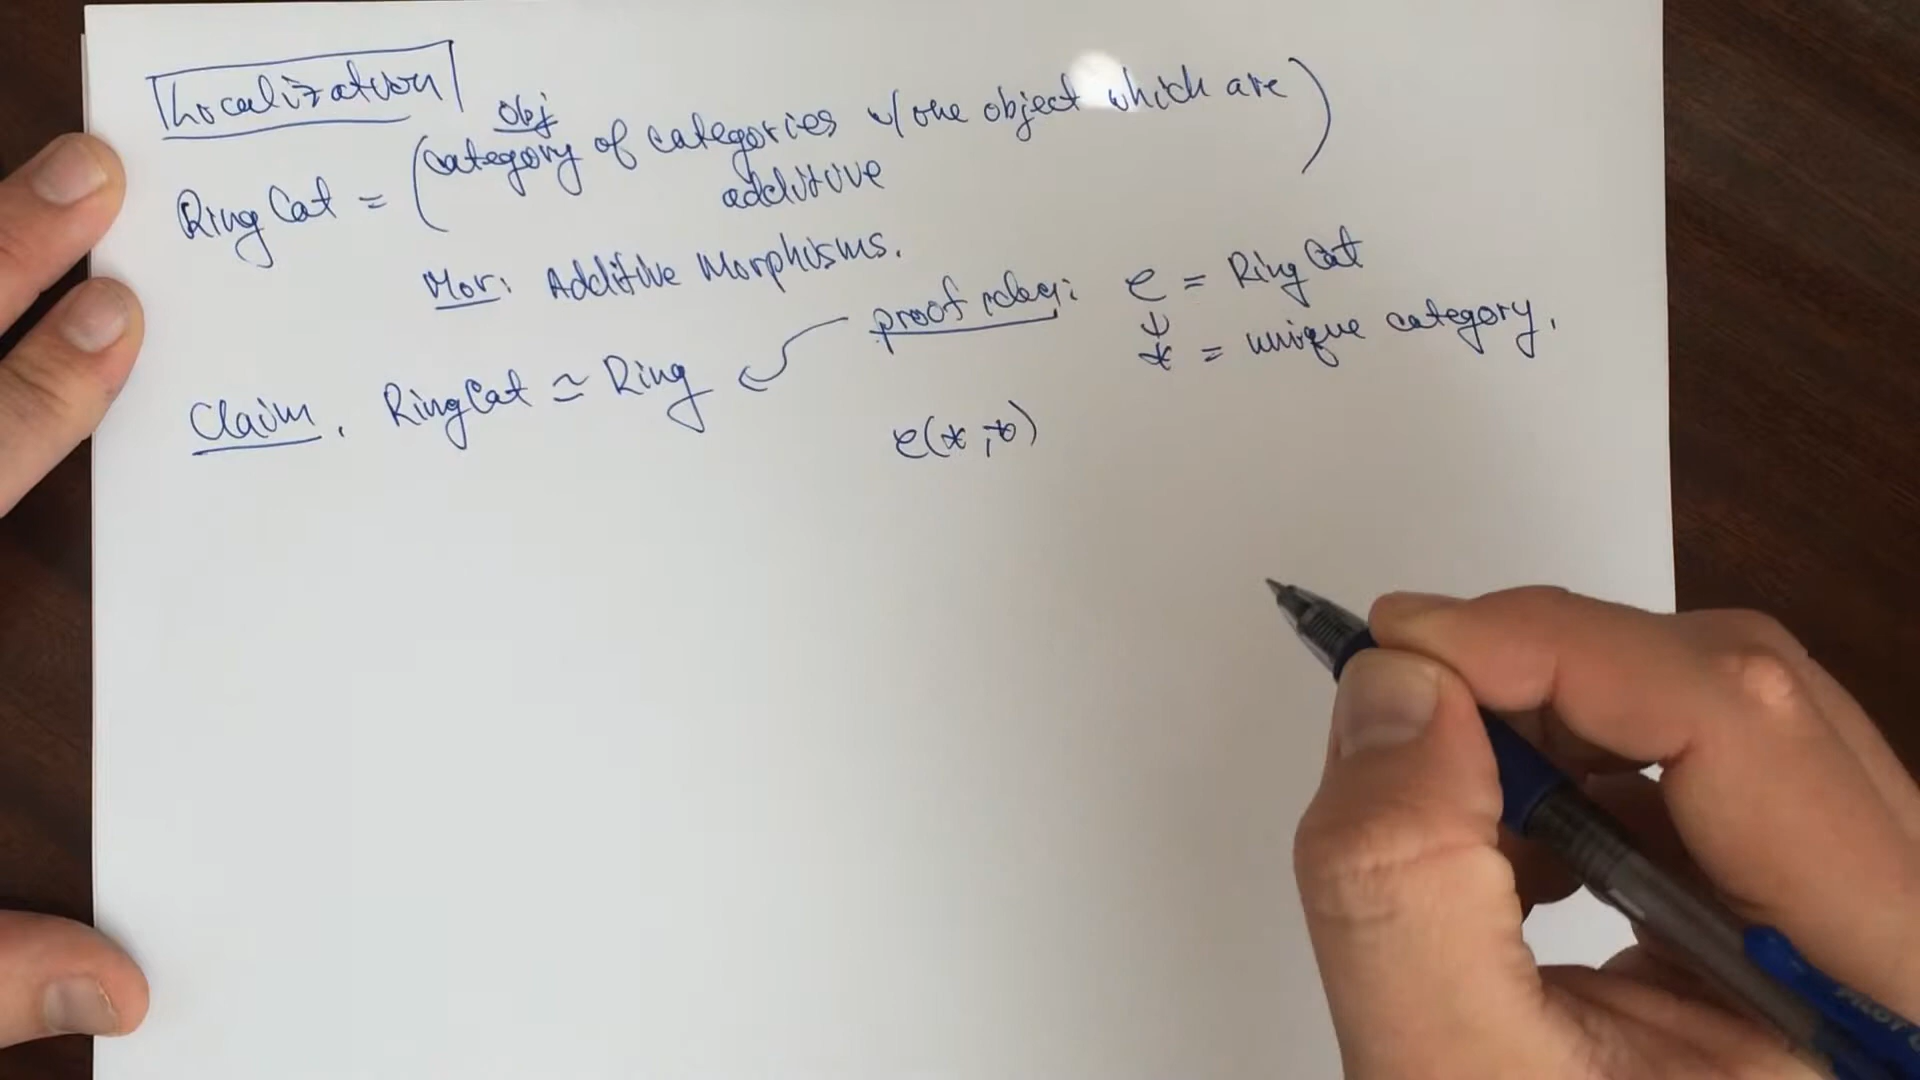 Localization
Obj
RingCat = (category of categories w/ one object which are
additive)
Mor: Additive Morphisms.
proof idea: e = RingCat
ψ
* = unique category.
Claim. RingCat ≃ Ring
e(*,*)
PILOT